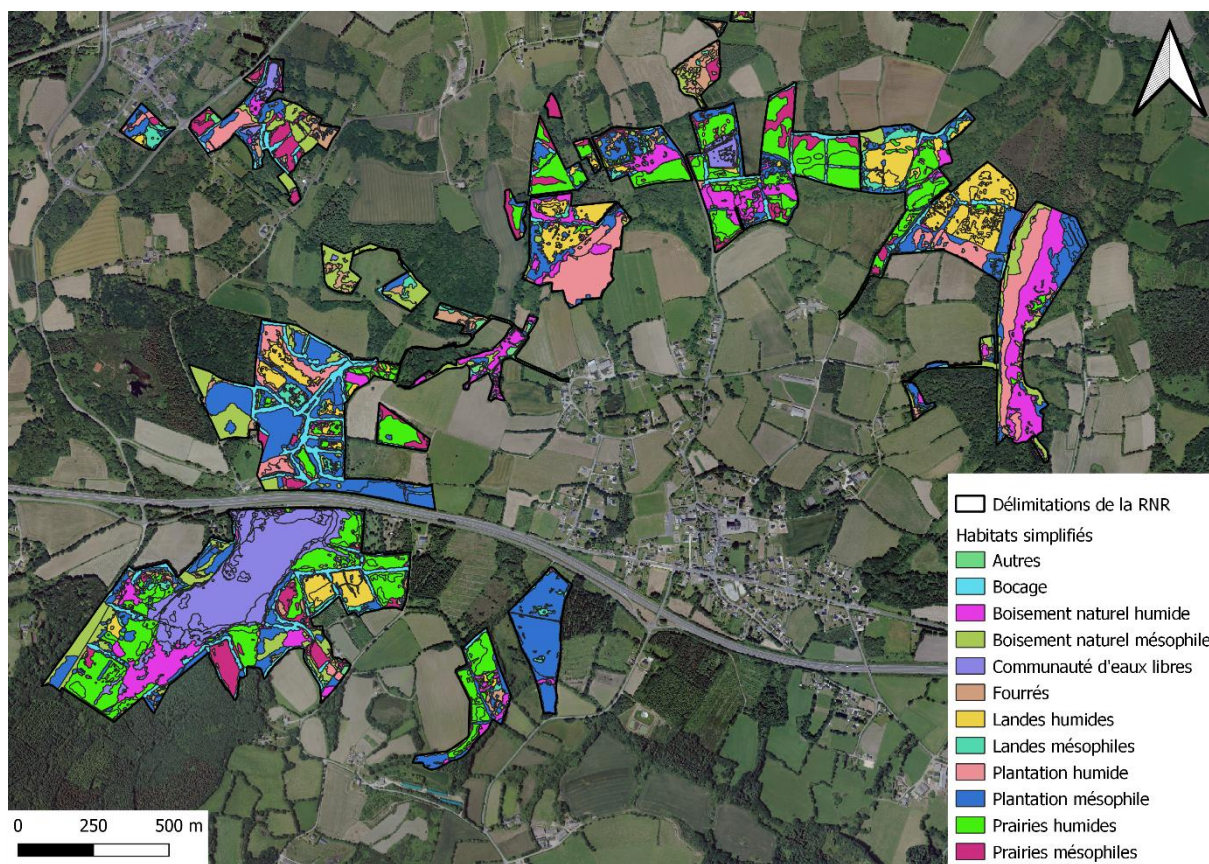 Délimitations de la RNR
Habitats simplifiés
Autres
Bocage
Boisement naturel humide
Boisement naturel mésophile
Communauté d'eaux libres
Fourrés
Landes humides
Landes mésophiles
Plantation humide
Plantation mésophile
Prairies humides
Prairies mésophiles
0 250 500 m